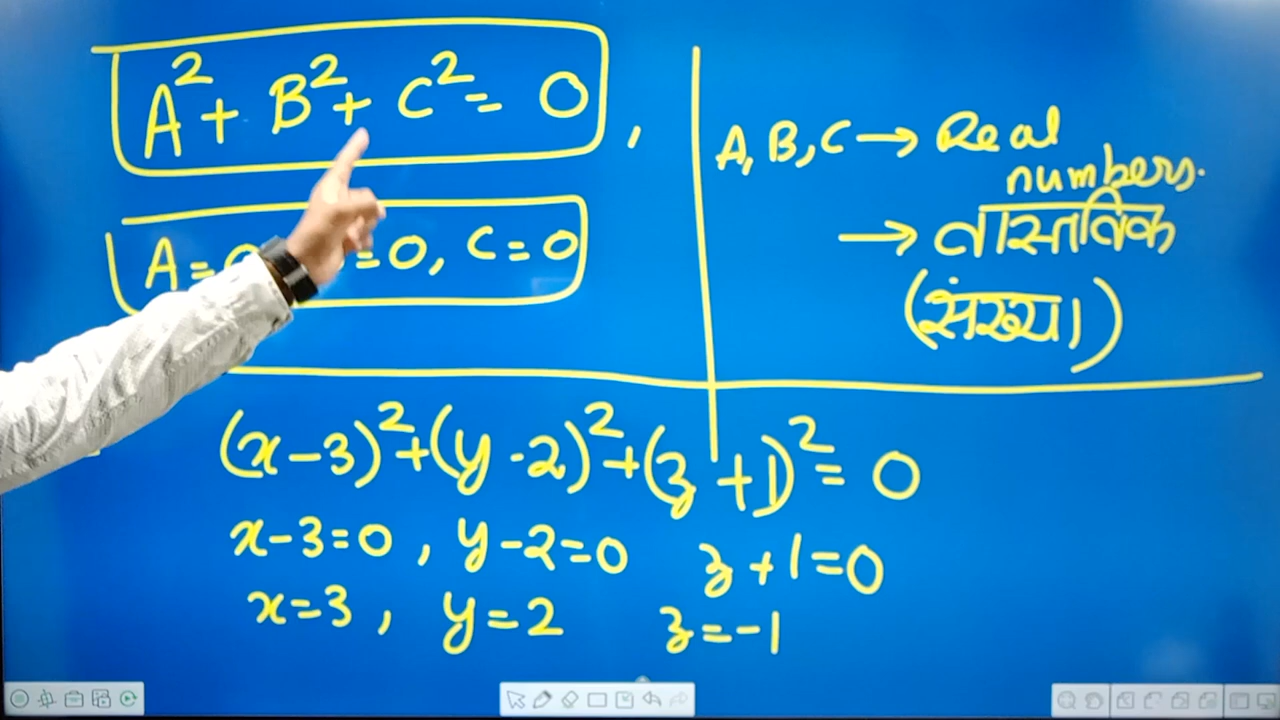 A² + B² + C² = 0 ,
A = 0, = 0, C = 0
A, B, C → Real
numbers.
→ वास्तविक
(संख्या)
(x-3)²+(y-2)²+(z+1)²= 0
x-3=0 , y-2=0 z+1=0
x=3 , y=2 z=-1